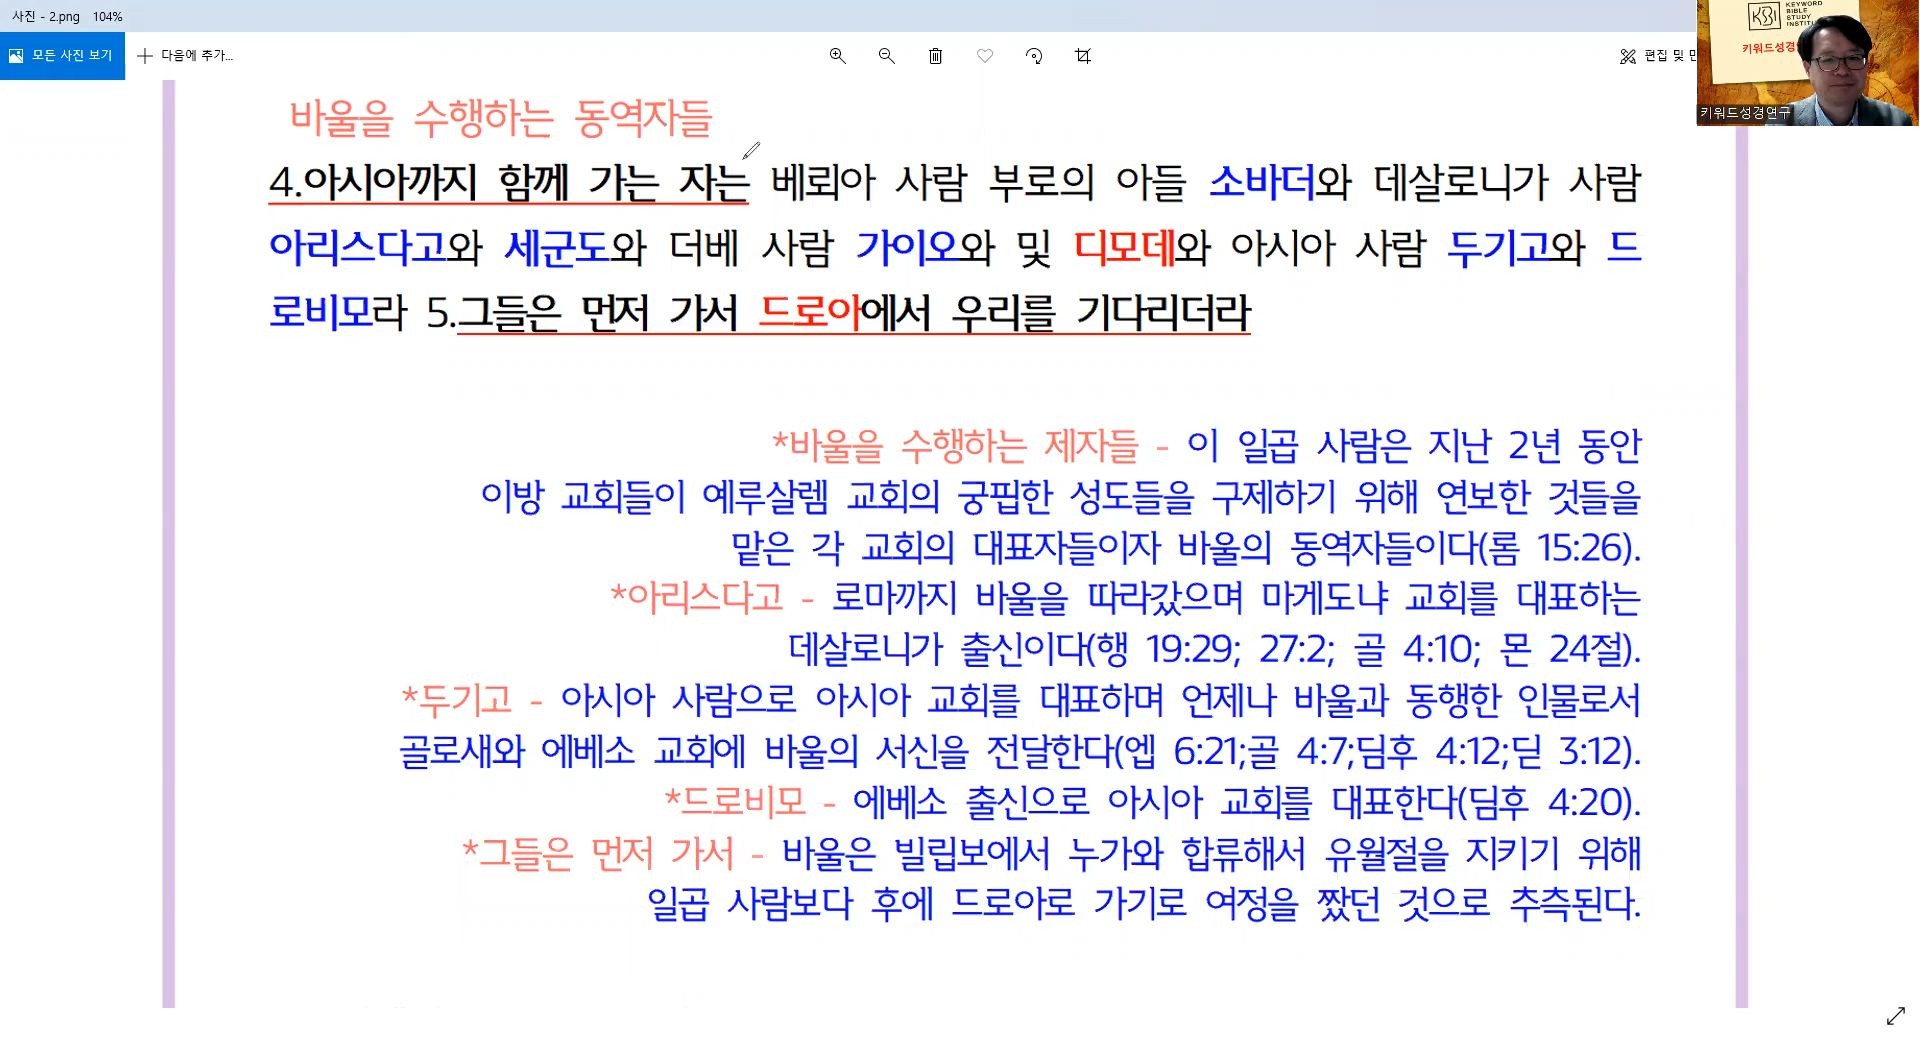 사진 - 2.png 104%
모든 사진 보기
다음에 추가...
편집 및 만
KEYWORD
BIBLE
STUDY
KBI
키워드성경연구
바울을 수행하는 동역자들
4.아시아까지 함께 가는 자는 베뢰아 사람 부로의 아들 소바더와 데살로니가 사람
아리스다고와 세군도와 더베 사람 가이오와 및 디모데와 아시아 사람 두기고와 드
로비모라 5.그들은 먼저 가서 드로아에서 우리를 기다리더라
*바울을 수행하는 제자들 - 이 일곱 사람은 지난 2년 동안
이방 교회들이 예루살렘 교회의 궁핍한 성도들을 구제하기 위해 연보한 것들을
맡은 각 교회의 대표자들이자 바울의 동역자들이다(롬 15:26).
*아리스다고 - 로마까지 바울을 따라갔으며 마게도냐 교회를 대표하는
데살로니가 출신이다(행 19:29; 27:2; 골 4:10; 몬 24절).
*두기고 - 아시아 사람으로 아시아 교회를 대표하며 언제나 바울과 동행한 인물로서
골로새와 에베소 교회에 바울의 서신을 전달한다(엡 6:21;골 4:7;딤후 4:12;딛 3:12).
*드로비모 - 에베소 출신으로 아시아 교회를 대표한다(딤후 4:20).
*그들은 먼저 가서 - 바울은 빌립보에서 누가와 합류해서 유월절을 지키기 위해
일곱 사람보다 후에 드로아로 가기로 여정을 짰던 것으로 추측된다.